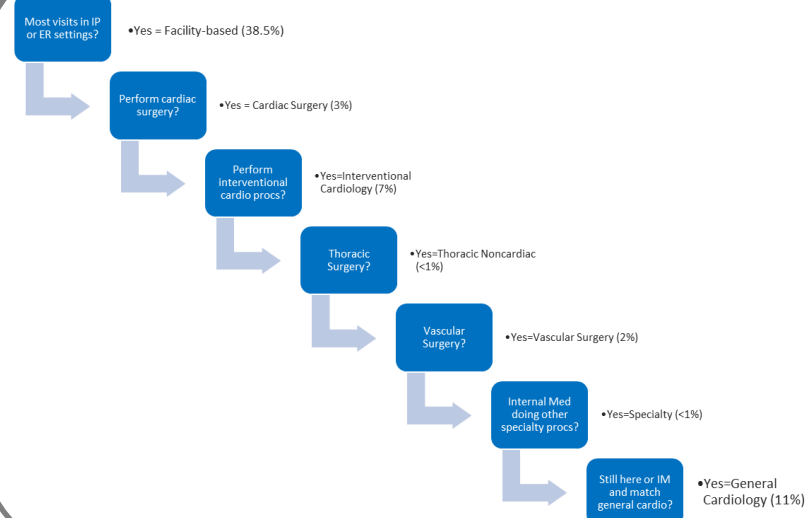 Most visits in IP
or ER settings?
•Yes = Facility-based (38.5%)
Perform cardiac
surgery?
•Yes = Cardiac Surgery (3%)
Perform
interventional
cardio procs?
•Yes=Interventional
Cardiology (7%)
Thoracic
Surgery?
•Yes=Thoracic Noncardiac
(<1%)
Vascular
Surgery?
•Yes=Vascular Surgery (2%)
Internal Med
doing other
specialty procs?
•Yes=Specialty (<1%)
Still here or IM
and match
general cardio?
•Yes=General
Cardiology (11%)